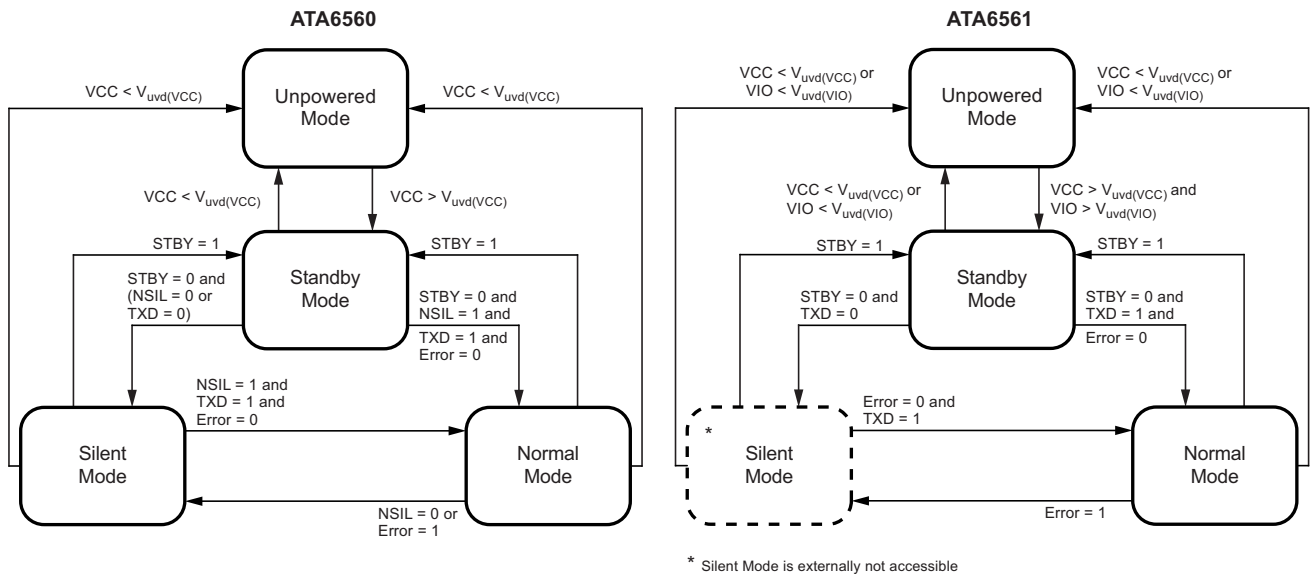 ATA6560
VCC < Vuvd(VCC)
VCC < Vuvd(VCC)
Unpowered
Mode
VCC < Vuvd(VCC)
VCC > Vuvd(VCC)
STBY = 1
STBY = 1
Standby
Mode
STBY = 0 and
(NSIL = 0 or
TXD = 0)
STBY = 0 and
NSIL = 1 and
TXD = 1 and
Error = 0
NSIL = 1 and
TXD = 1 and
Error = 0
Silent
Mode
Normal
Mode
NSIL = 0 or
Error = 1
ATA6561
VCC < Vuvd(VCC) or
VIO < Vuvd(VIO)
VCC < Vuvd(VCC) or
VIO < Vuvd(VIO)
Unpowered
Mode
VCC < Vuvd(VCC) or
VIO < Vuvd(VIO)
VCC > Vuvd(VCC) and
VIO > Vuvd(VIO)
STBY = 1
STBY = 1
Standby
Mode
STBY = 0 and
TXD = 0
STBY = 0 and
TXD = 1 and
Error = 0
Error = 0 and
TXD = 1
*
Silent
Mode
Normal
Mode
Error = 1
* Silent Mode is externally not accessible